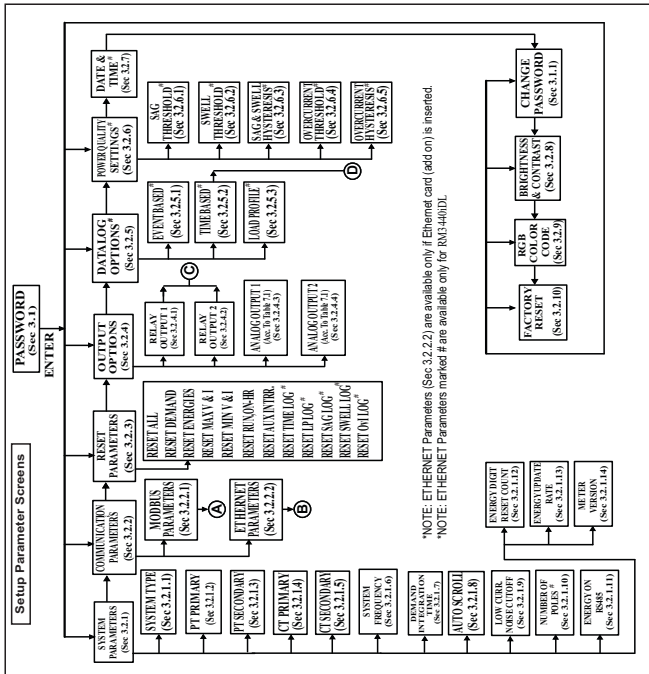 Setup Parameter Screens
PASSWORD
(Sec 3.1)
ENTER
SYSTEM
PARAMETERS
(Sec 3.2.1)
COMMUNICATION
PARAMETER'S
(Sec 3.2.2)
RESET
PARAMETERS
(Sec 3.2.3)
OUTPUT
OPTIONS
(Sec 3.2.4)
DATALOG
OPTIONS#
(Sec 3.2.5)
POWER QUALITY
SETTINGS#
(Sec 3.2.6)
DATE &
TIME#
(Sec 3.2.7)
SYSTEM TYPE
(Sec 3.2.1.1)
PT PRIMARY
(Sec 3.2.1.2)
PT SECONDARY
(Sec 3.2.1.3)
CT PRIMARY
(Sec 3.2.1.4)
CT SECONDARY
(Sec 3.2.1.5)
SYSTEM
FREQUENCY
(Sec 3.2.1.6)
DEMAND
INTEGRATION
TIME
(Sec 3.2.1.7)
AUTO SCROLL
(Sec 3.2.1.8)
LOW CURR.
NOISE CUTOFF
(Sec 3.2.1.9)
NUMBER OF
POLES #
(Sec 3.2.1.10)
ENERGY ON
RS485
(Sec 3.2.1.11)
ENERGY DIGIT
RESET COUNT
(Sec 3.2.1.12)
ENERGY UPDATE
RATE
(Sec 3.2.1.13)
METER
VERSION
(Sec 3.2.1.14)
MODBUS
PARAMETERS
(Sec 3.2.2.1)
A
ETHERNET
PARAMETERS
(Sec 3.2.2.2)
B
RESET ALL
RESET DEMAND
RESET ENERGIES
RESET MAX V & I
RESET MIN V & I
RESET RUN,ON-HR
RESET AUX INTRR.
RESET TIME LOG#
RESET LP LOG#
RESET SAG LOG#
RESET SWELL LOG#
RESET OvI LOG#
RELAY
OUTPUT 1
(Sec 3.2.4.1)
RELAY
OUTPUT 2
(Sec 3.2.4.2)
C
ANALOG OUTPUT 1
(Acc. To Table 7.1)
(Sec 3.2.4.3)
ANALOG OUTPUT 2
(Acc. To Table 7.1)
(Sec 3.2.4.4)
EVENT BASED#
(Sec 3.2.5.1)
TIME BASED#
(Sec 3.2.5.2)
LOAD PROFILE#
(Sec 3.2.5.3)
D
SAG
THRESHOLD#
(Sec 3.2.6.1)
SWELL
THRESHOLD#
(Sec 3.2.6.2)
SAG & SWELL
HYSTERESIS#
(Sec 3.2.6.3)
OVERCURRENT
THRESHOLD#
(Sec 3.2.6.4)
OVERCURRENT
HYSTERESIS#
(Sec 3.2.6.5)
CHANGE
PASSWORD
(Sec 3.1.1)
BRIGHTNESS
& CONTRAST
(Sec 3.2.8)
RGB
COLOR
CODE
(Sec 3.2.9)
FACTORY
RESET
(Sec 3.2.10)
*NOTE: ETHERNET Parameters (Sec 3.2.2.2) are available only if Ethernet card (add on) is inserted.
*NOTE: ETHERNET Parameters marked # are available only for RM3440iDL